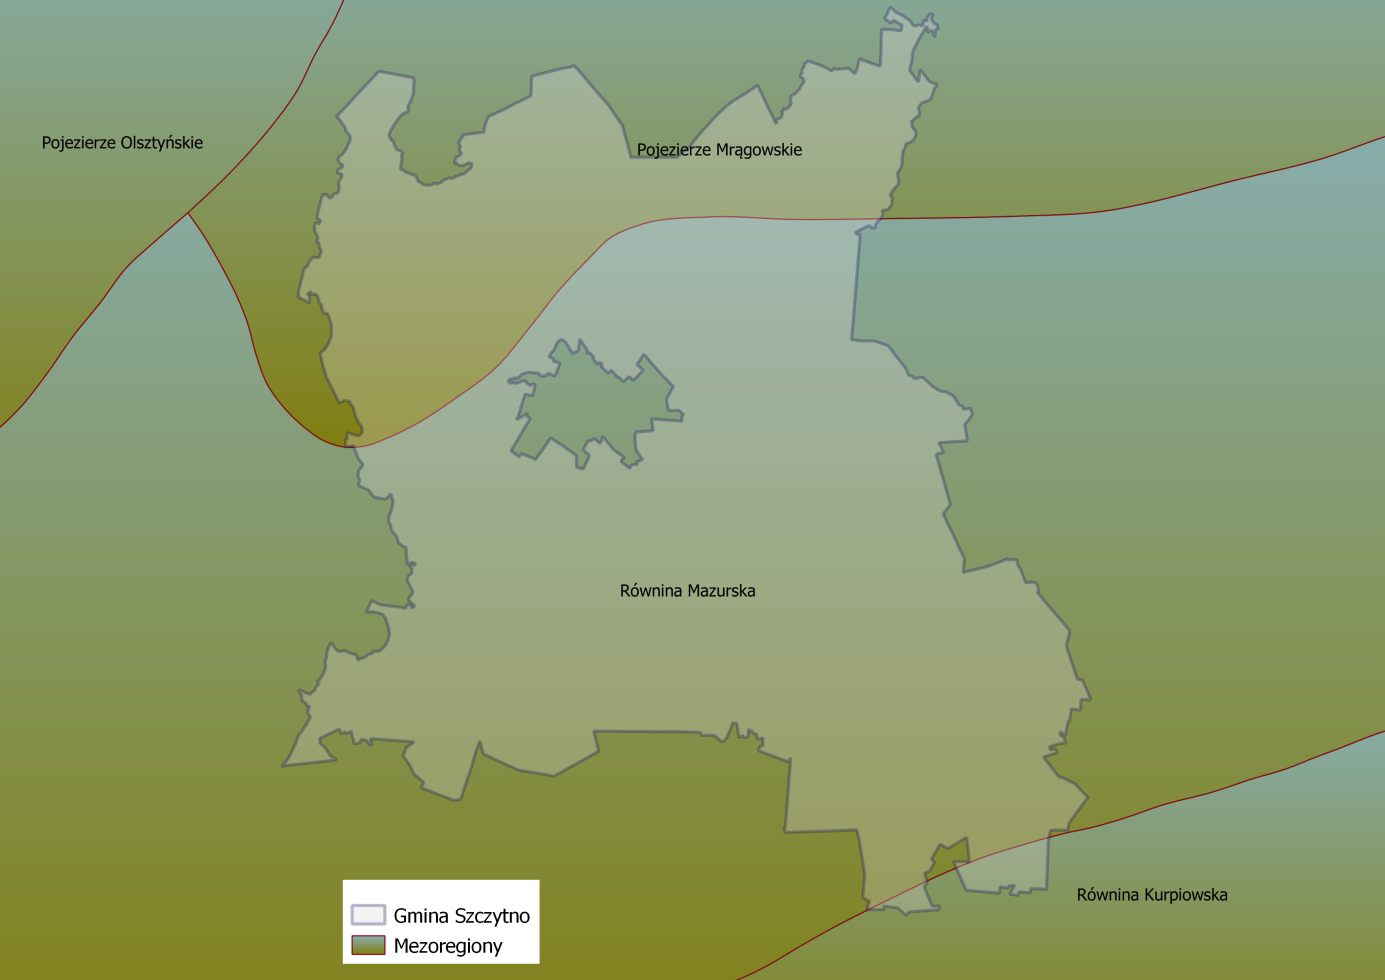 Pojezierze Olsztyńskie
Pojezierze Mrągowskie
Równina Mazurska
Równina Kurpiowska
Gmina Szczytno
Mezoregiony